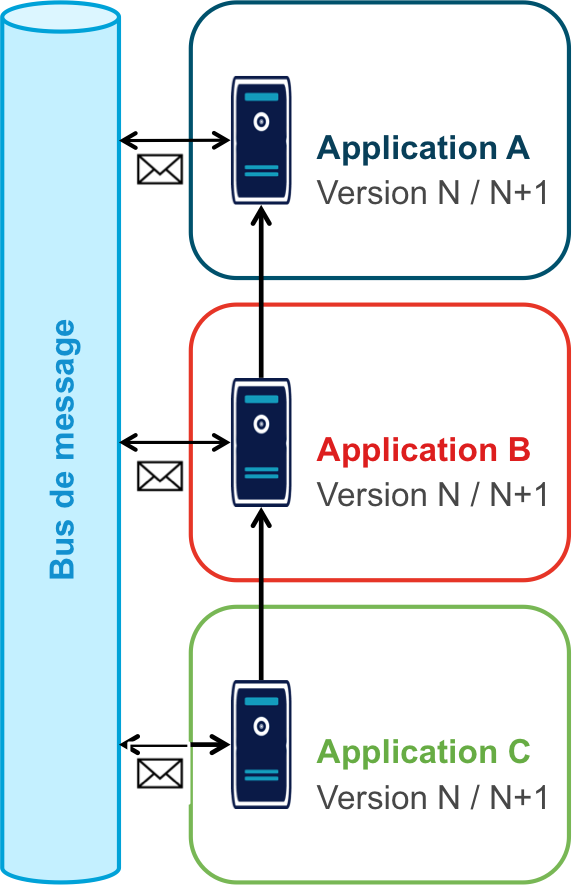 Bus de message
Application A
Version N / N+1
Application B
Version N / N+1
Application C
Version N / N+1